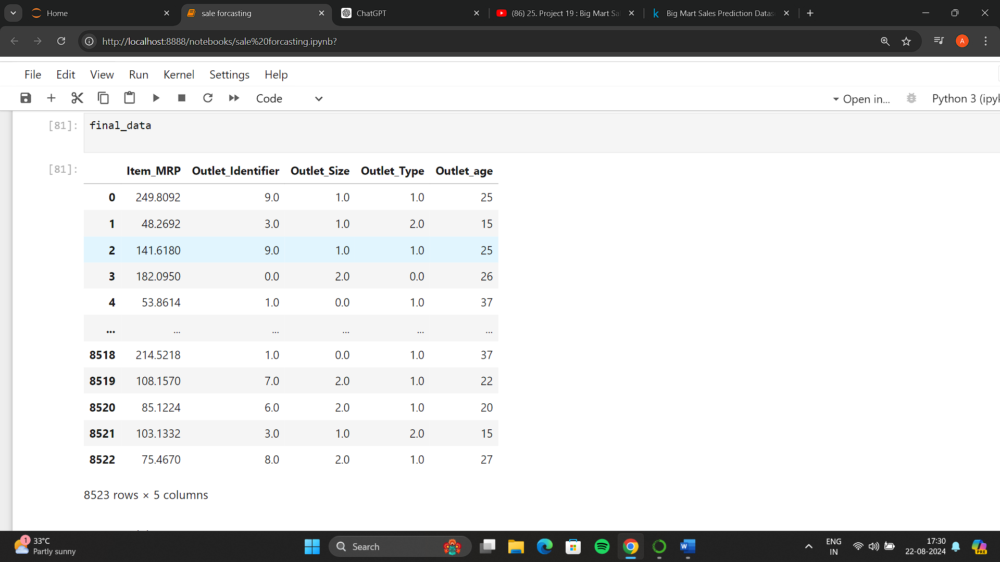 Home
sale forcasting
ChatGPT
(86) 25. Project 19 : Big Mart Sal
Big Mart Sales Prediction Datas
http://localhost:8888/notebooks/sale%20forcasting.ipynb?
A
File Edit View Run Kernel Settings Help
Code
Open in...
Python 3 (ipyk
[81]: final_data
[81]:
Item_MRP Outlet_Identifier Outlet_Size Outlet_Type Outlet_age
0 249.8092 9.0 1.0 1.0 25
1 48.2692 3.0 1.0 2.0 15
2 141.6180 9.0 1.0 1.0 25
3 182.0950 0.0 2.0 0.0 26
4 53.8614 1.0 0.0 1.0 37
... ... ... ... ... ...
8518 214.5218 1.0 0.0 1.0 37
8519 108.1570 7.0 2.0 1.0 22
8520 85.1224 6.0 2.0 1.0 20
8521 103.1332 3.0 1.0 2.0 15
8522 75.4670 8.0 2.0 1.0 27
8523 rows × 5 columns
1
33°C
Partly sunny
Search
W
ENG
IN
17:30
22-08-2024
PRE